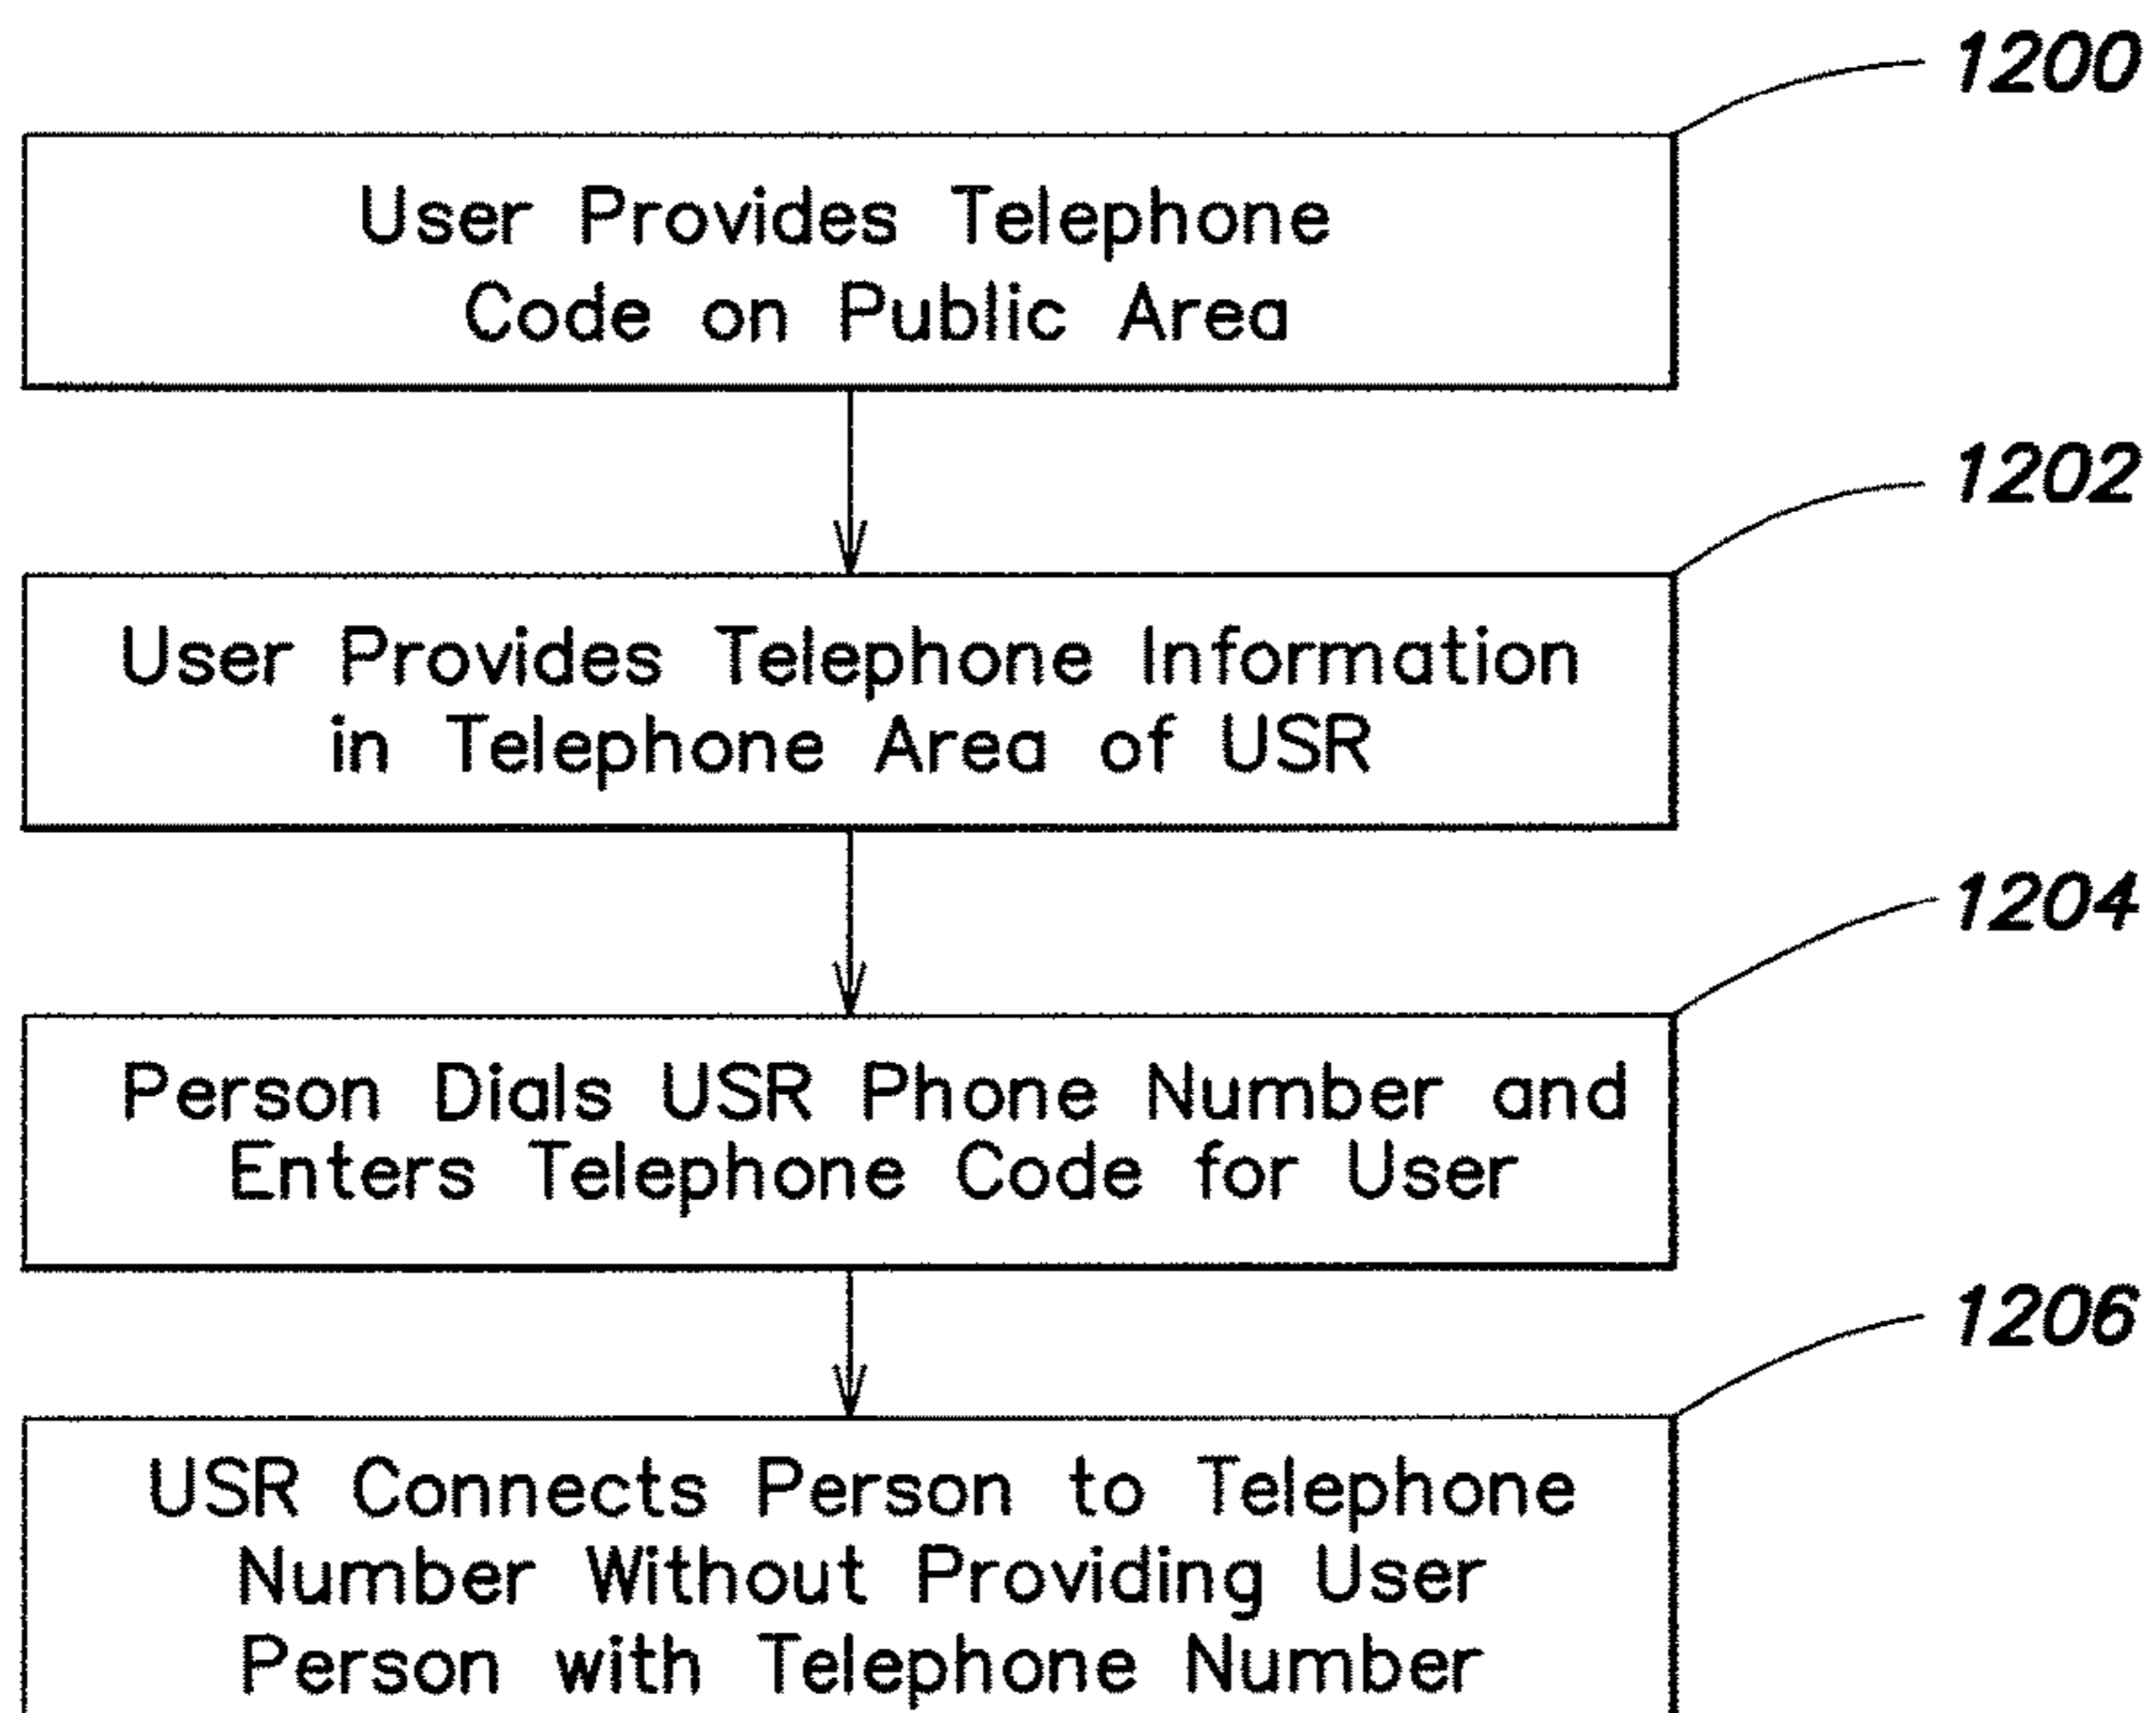 1200
User Provides Telephone
Code on Public Area
1202
User Provides Telephone Information
in Telephone Area of USR
1204
Person Dials USR Phone Number and
Enters Telephone Code for User
1206
USR Connects Person to Telephone
Number Without Providing User
Person with Telephone Number